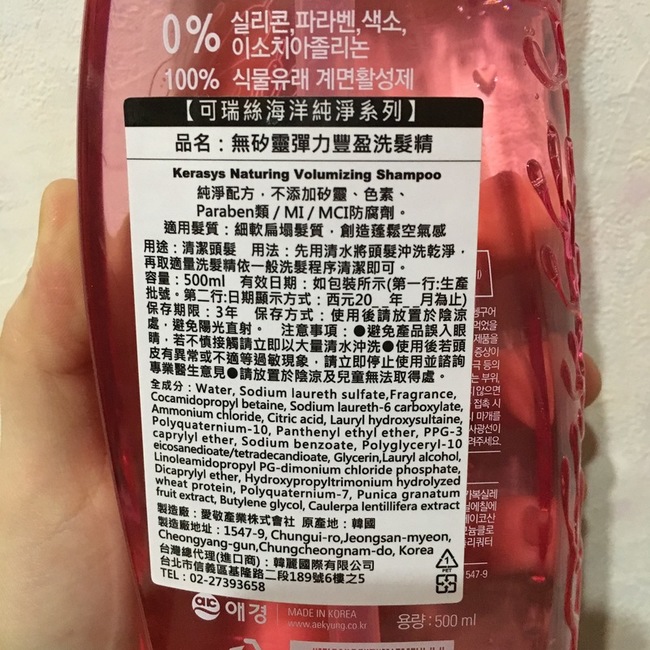 0% 실리콘,파라벤,색소,
이소치아졸리논
100% 식물유래 계면활성제
【可瑞絲海洋純淨系列】
品名：無矽靈彈力豐盈洗髮精
Kerasys Naturing Volumizing Shampoo
純淨配方，不添加矽靈、色素、
Paraben類／MI／MCI防腐劑。
適用髮質：細軟扁塌髮質，創造蓬鬆空氣感
用途：清潔頭髮 用法：先用清水將頭髮沖洗乾淨，
再取適量洗髮精依一般洗髮程序清潔即可。
容量：500ml 有效日期：如包裝所示(第一行:生產
批號。第二行:日期顯示方式：西元20__年__月為止)
保存期限：3年 保存方式：使用後請放置於陰涼
處，避免陽光直射。 注意事項：●避免產品誤入眼
睛，若不慎接觸請立即以大量清水沖洗●使用後若頭
皮有異常或不適等過敏現象，請立即停止使用並諮詢
專業醫生意見●請放置於陰涼及兒童無法取得處。
全成分：Water, Sodium laureth sulfate,Fragrance,
Cocamidopropyl betaine, Sodium laureth-6 carboxylate,
Ammonium chloride, Citric acid, Lauryl hydroxysultaine,
Polyquaternium-10, Panthenyl ethyl ether, PPG-3
caprylyl ether, Sodium benzoate, Polyglyceryl-10
eicosanedioate/tetradecandioate, Glycerin,Lauryl alcohol,
Linoleamidopropyl PG-dimonium chloride phosphate,
Dicaprylyl ether, Hydroxypropyltrimonium hydrolyzed
wheat protein, Polyquaternium-7, Punica granatum
fruit extract, Butylene glycol, Caulerpa lentillifera extract
製造廠：愛敬產業株式會社 原產地：韓國
製造廠地址：1547-9, Chungui-ro,Jeongsan-myeon,
Cheongyang-gun,Chungcheongnam-do, Korea
台灣總代理(進口商)：韓麗國際有限公司
台北市信義區基隆路二段189號6樓之5
TEL：02-27393658
1
PET
애경
MADE IN KOREA
www.aekyung.co.kr
용량:500 ml
547-9